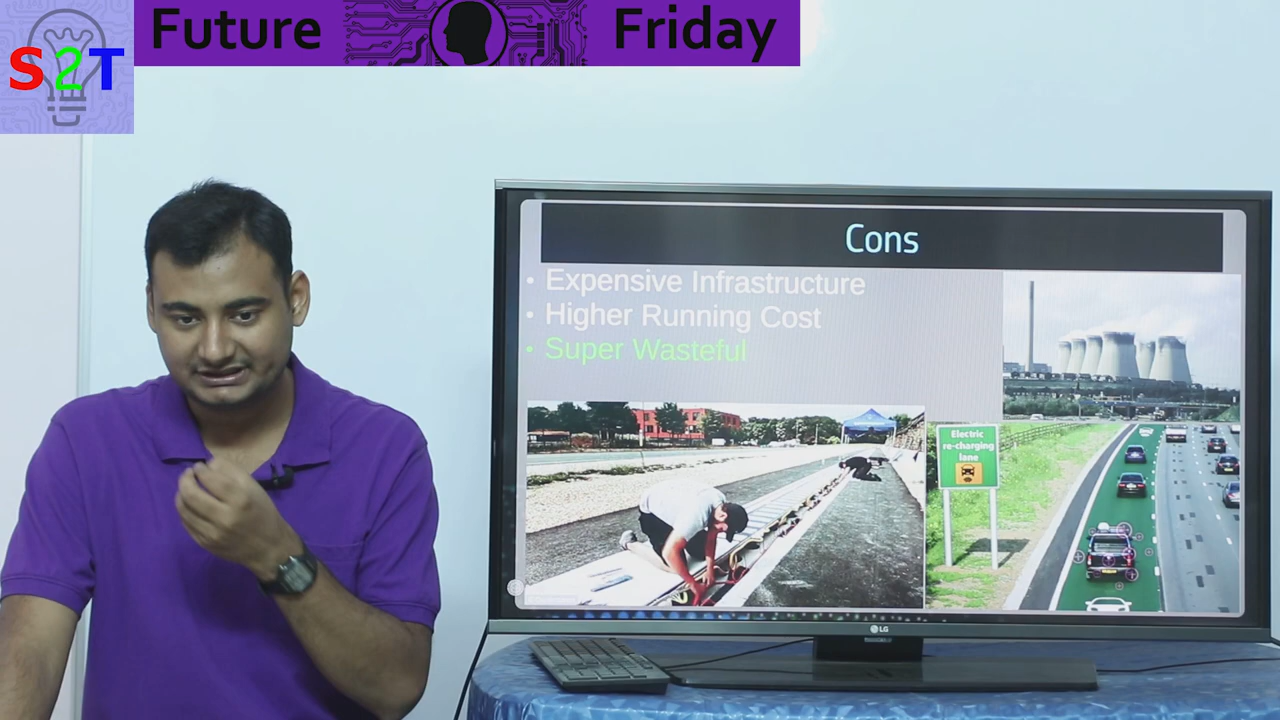 Future Friday
S2T
Cons
• Expensive Infrastructure
• Higher Running Cost
• Super Wasteful
Electric
re-charging
lane
LG